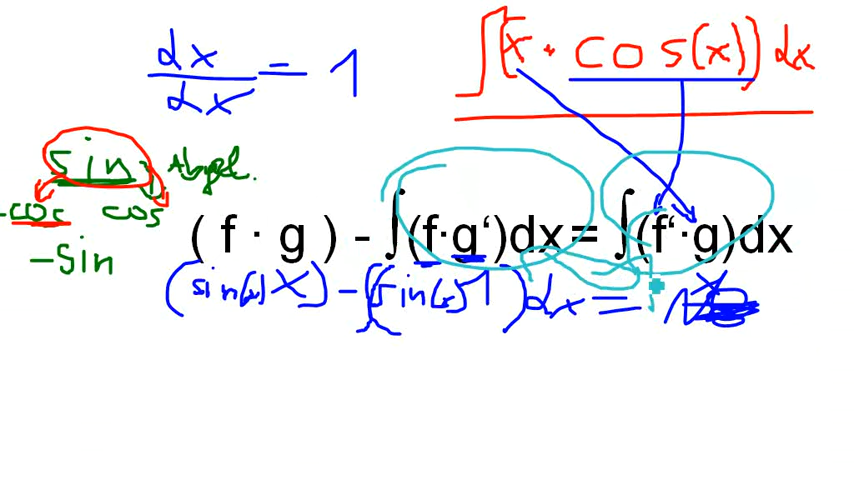 dx
dx = 1
∫(x · cos(x)) dx
sin Abgel.
-cos cos
-sin
( f · g ) - ∫(f·g‘)dx = ∫(f‘·g)dx
(sin(x) X) - ∫(sin(x) 1) dx =